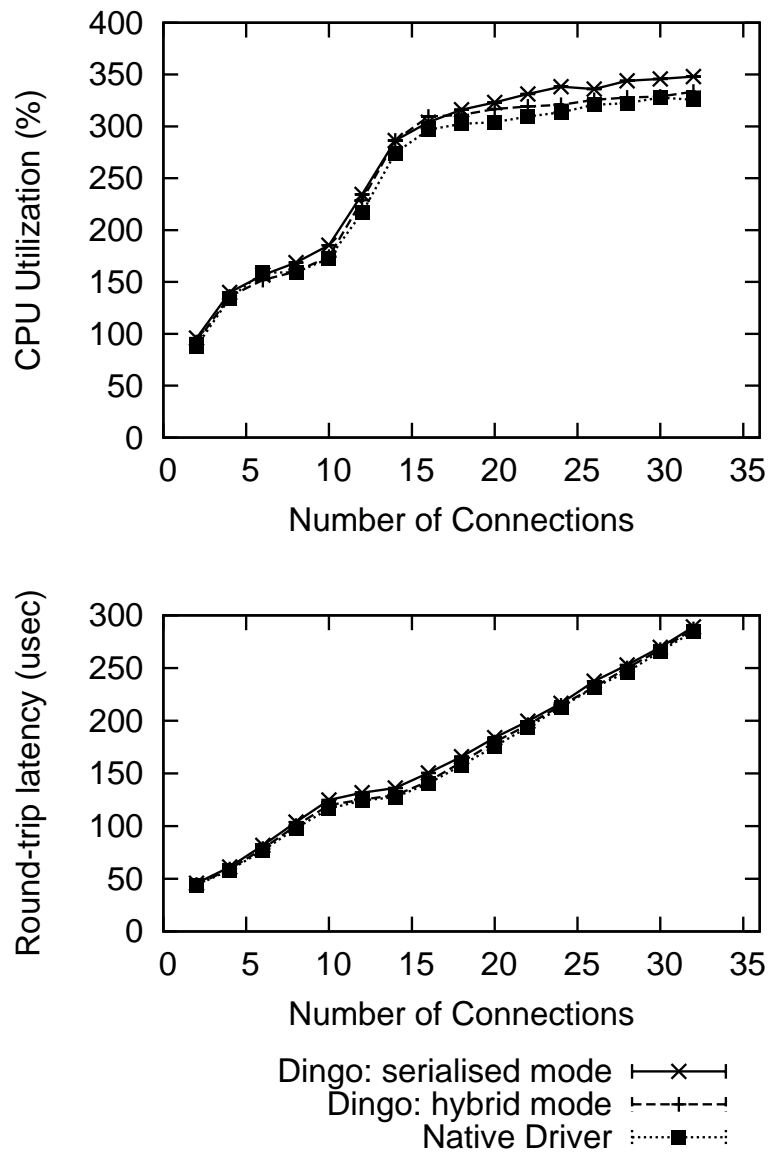 400
350
300
250
200
150
100
50
0
CPU Utilization (%)
0 5 10 15 20 25 30 35
Number of Connections
300
250
200
150
100
50
0
Round-trip latency (usec)
0 5 10 15 20 25 30 35
Number of Connections
Dingo: serialised mode
Dingo: hybrid mode
Native Driver